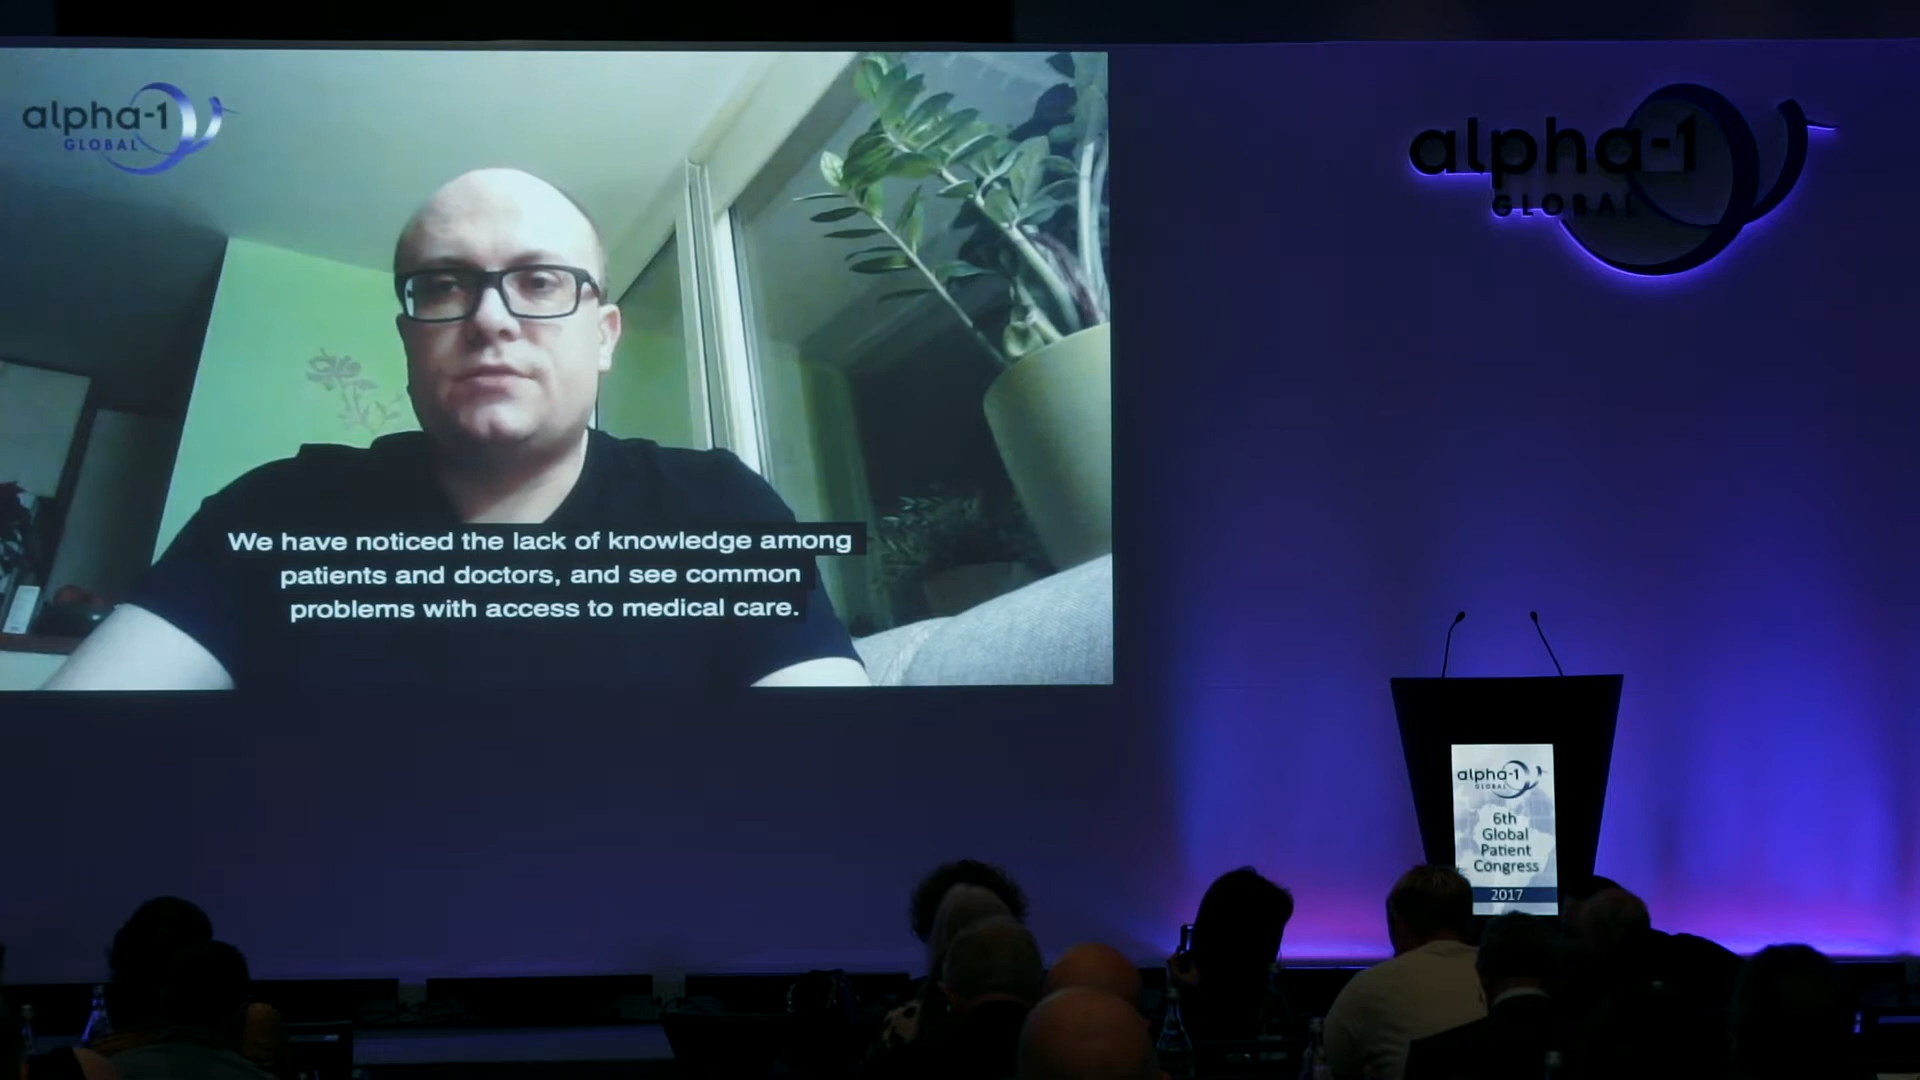 alpha-1
GLOBAL
We have noticed the lack of knowledge among
patients and doctors, and see common
problems with access to medical care.
alpha-1
GLOBAL
alpha-1
GLOBAL
6th
Global
Patient
Congress
2017